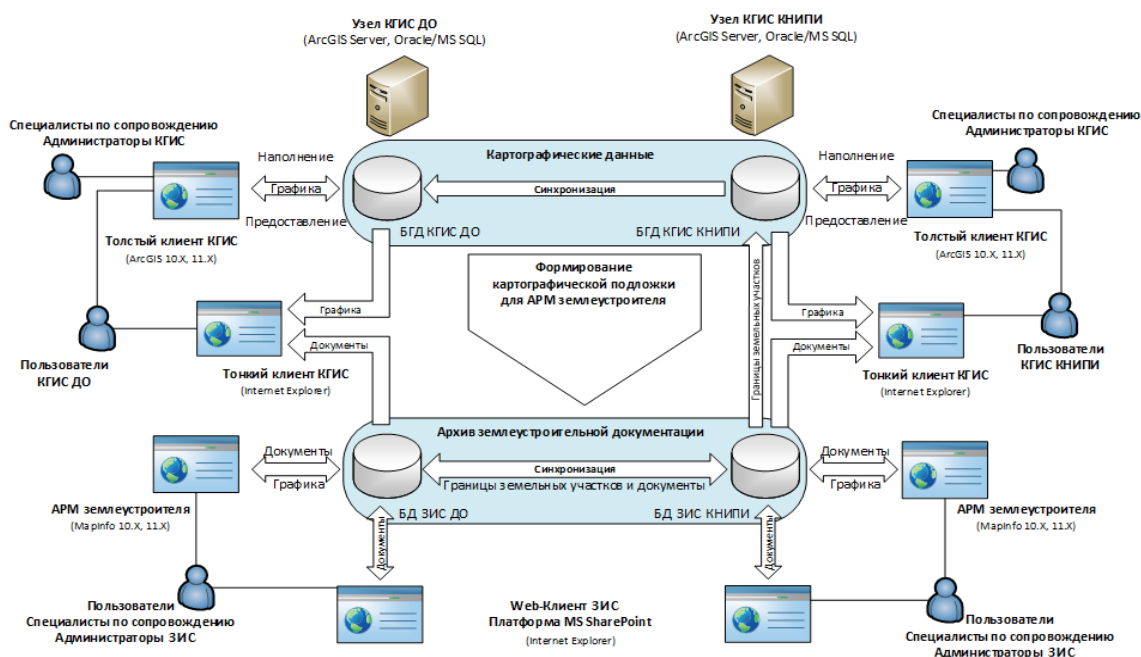 Узел КГИС ДО
(ArcGIS Server, Oracle/MS SQL)
Узел КГИС КНИПИ
(ArcGIS Server, Oracle/MS SQL)
Специалисты по сопровождению
Администраторы КГИС
Специалисты по сопровождению
Администраторы КГИС
Картографические данные
Наполнение
Графика
Предоставление
Синхронизация
Наполнение
Графика
Предоставление
БГД КГИС ДО
БГД КГИС КНИПИ
Толстый клиент КГИС
(ArcGIS 10.X, 11.X)
Толстый клиент КГИС
(ArcGIS 10.X, 11.X)
Формирование
картографической подложки
для АРМ землеустроителя
Границы земельных участков
Графика
Документы
Графика
Документы
Пользователи
КГИС ДО
Тонкий клиент КГИС
(Internet Explorer)
Тонкий клиент КГИС
(Internet Explorer)
Пользователи
КГИС КНИПИ
Архив землеустроительной документации
Документы
Графика
Синхронизация
Границы земельных участков и документы
Документы
Графика
БД ЗИС ДО
БД ЗИС КНИПИ
АРМ землеустроителя
(MapInfo 10.X, 11.X)
АРМ землеустроителя
(MapInfo 10.X, 11.X)
Документы
Документы
Пользователи
Специалисты по сопровождению
Администраторы ЗИС
Web-Клиент ЗИС
Платформа MS SharePoint
(Internet Explorer)
Пользователи
Специалисты по сопровождению
Администраторы ЗИС